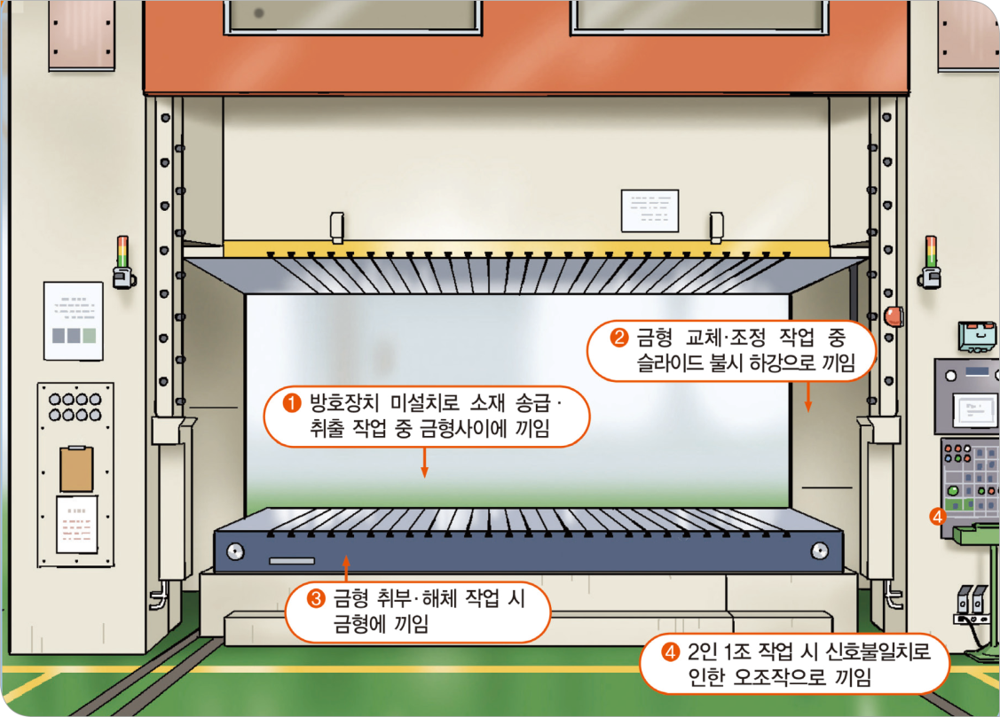 ❷ 금형 교체·조정 작업 중
슬라이드 불시 하강으로 끼임
❶ 방호장치 미설치로 소재 송급·
취출 작업 중 금형사이에 끼임
❹
❸ 금형 취부·해체 작업 시
금형에 끼임
❹ 2인 1조 작업 시 신호불일치로
인한 오조작으로 끼임